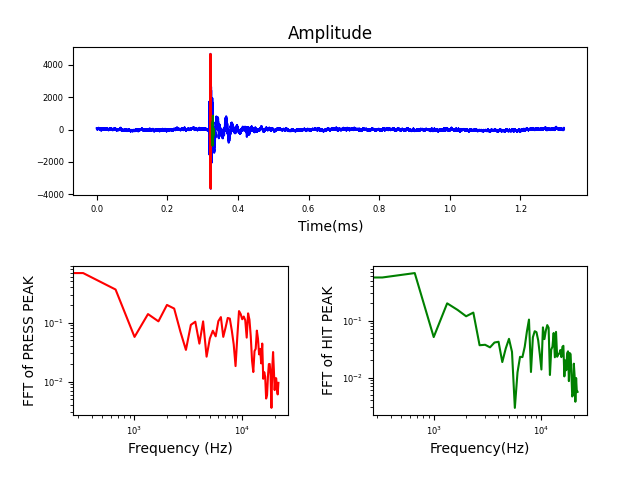 Amplitude
4000
2000
0
−2000
−4000
0.0 0.2 0.4 0.6 0.8 1.0 1.2
Time(ms)
FFT of PRESS PEAK
10⁻¹
10⁻²
10³ 10⁴
Frequency (Hz)
FFT of HIT PEAK
10⁻¹
10⁻²
10³ 10⁴
Frequency(Hz)